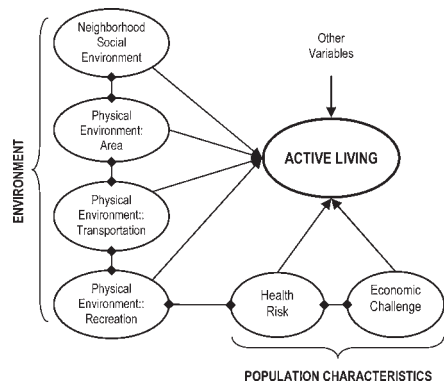 Neighborhood
Social
Environment
Other
Variables
Physical
Environment:
Area
ACTIVE LIVING
ENVIRONMENT
Physical
Environment::
Transportation
Physical
Environment::
Recreation
Health
Risk
Economic
Challenge
POPULATION CHARACTERISTICS